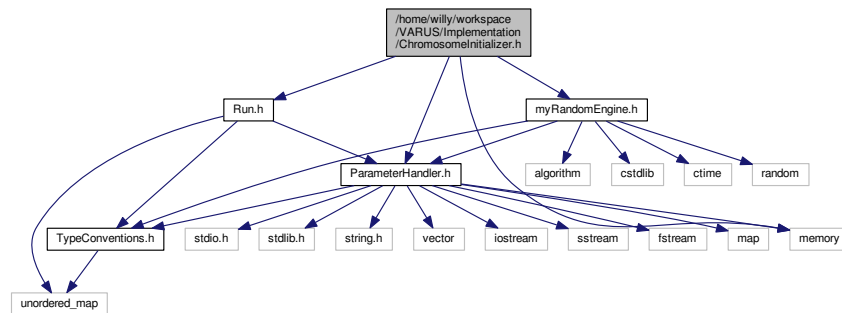 /home/willy/workspace
/VARUS/Implementation
/ChromosomeInitializer.h
Run.h
myRandomEngine.h
ParameterHandler.h
algorithm
cstdlib
ctime
random
TypeConventions.h
stdio.h
stdlib.h
string.h
vector
iostream
sstream
fstream
map
memory
unordered_map